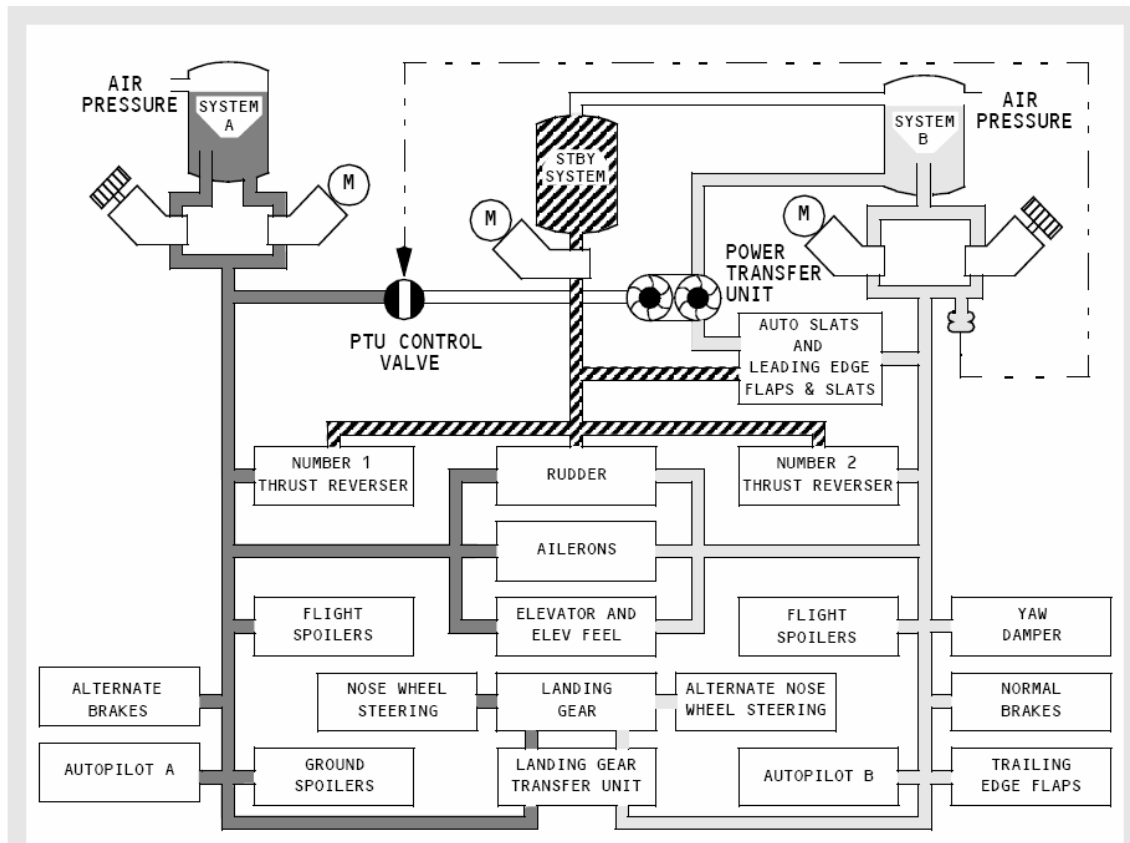 AIR
PRESSURE
SYSTEM
A
M
STBY
SYSTEM
M
SYSTEM
B
AIR
PRESSURE
M
POWER
TRANSFER
UNIT
PTU CONTROL
VALVE
AUTO SLATS
AND
LEADING EDGE
FLAPS & SLATS
NUMBER 1
THRUST REVERSER
RUDDER
NUMBER 2
THRUST REVERSER
AILERONS
FLIGHT
SPOILERS
ELEVATOR AND
ELEV FEEL
FLIGHT
SPOILERS
YAW
DAMPER
ALTERNATE
BRAKES
NOSE WHEEL
STEERING
LANDING
GEAR
ALTERNATE NOSE
WHEEL STEERING
NORMAL
BRAKES
AUTOPILOT A
GROUND
SPOILERS
LANDING GEAR
TRANSFER UNIT
AUTOPILOT B
TRAILING
EDGE FLAPS